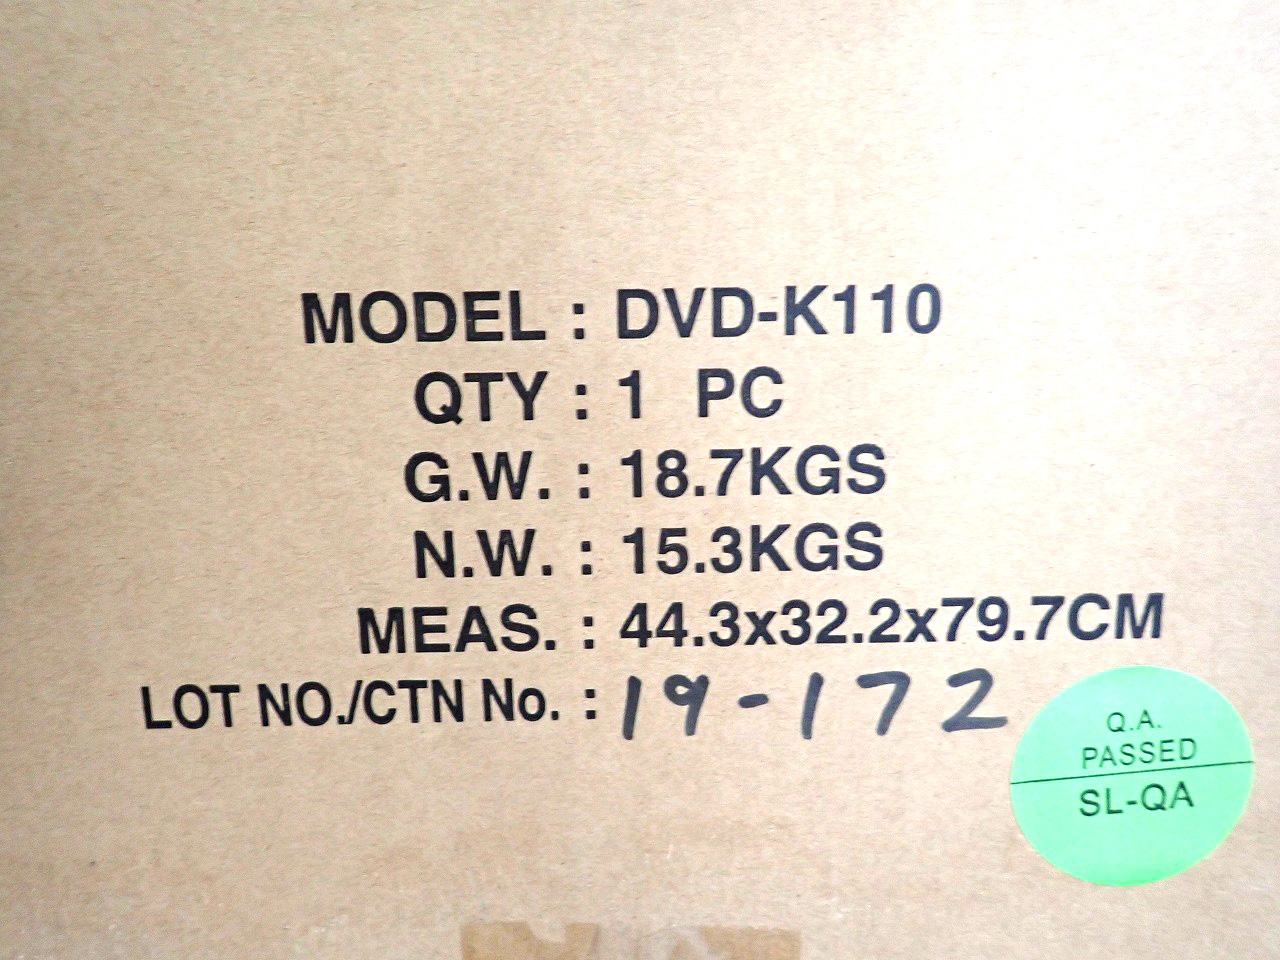 MODEL : DVD-K110
QTY : 1 PC
G.W. : 18.7KGS
N.W. : 15.3KGS
MEAS. : 44.3x32.2x79.7CM
LOT NO./CTN No. : 19-172
Q.A.
PASSED
SL-QA